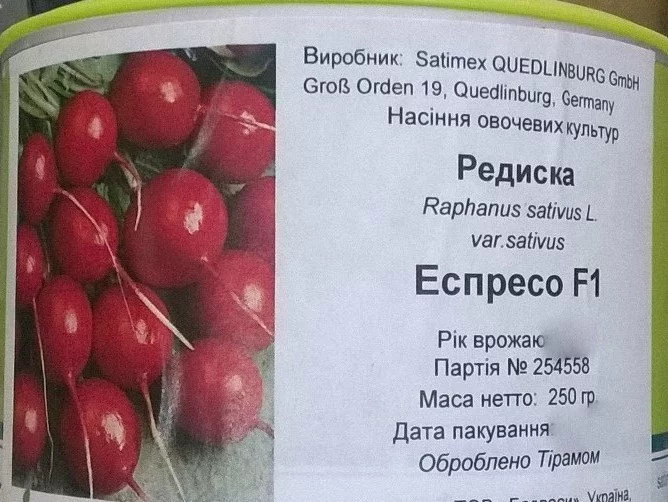 Виробник: Satimex QUEDLINBURG GmbH
Groß Orden 19, Quedlinburg, Germany
Насіння овочевих культур
Редиска
Raphanus sativus L.
var.sativus
Еспресо F1
Рік врожаю
Партія № 254558
Маса нетто: 250 гр
Дата пакування
Оброблено Тірамом
Україна,